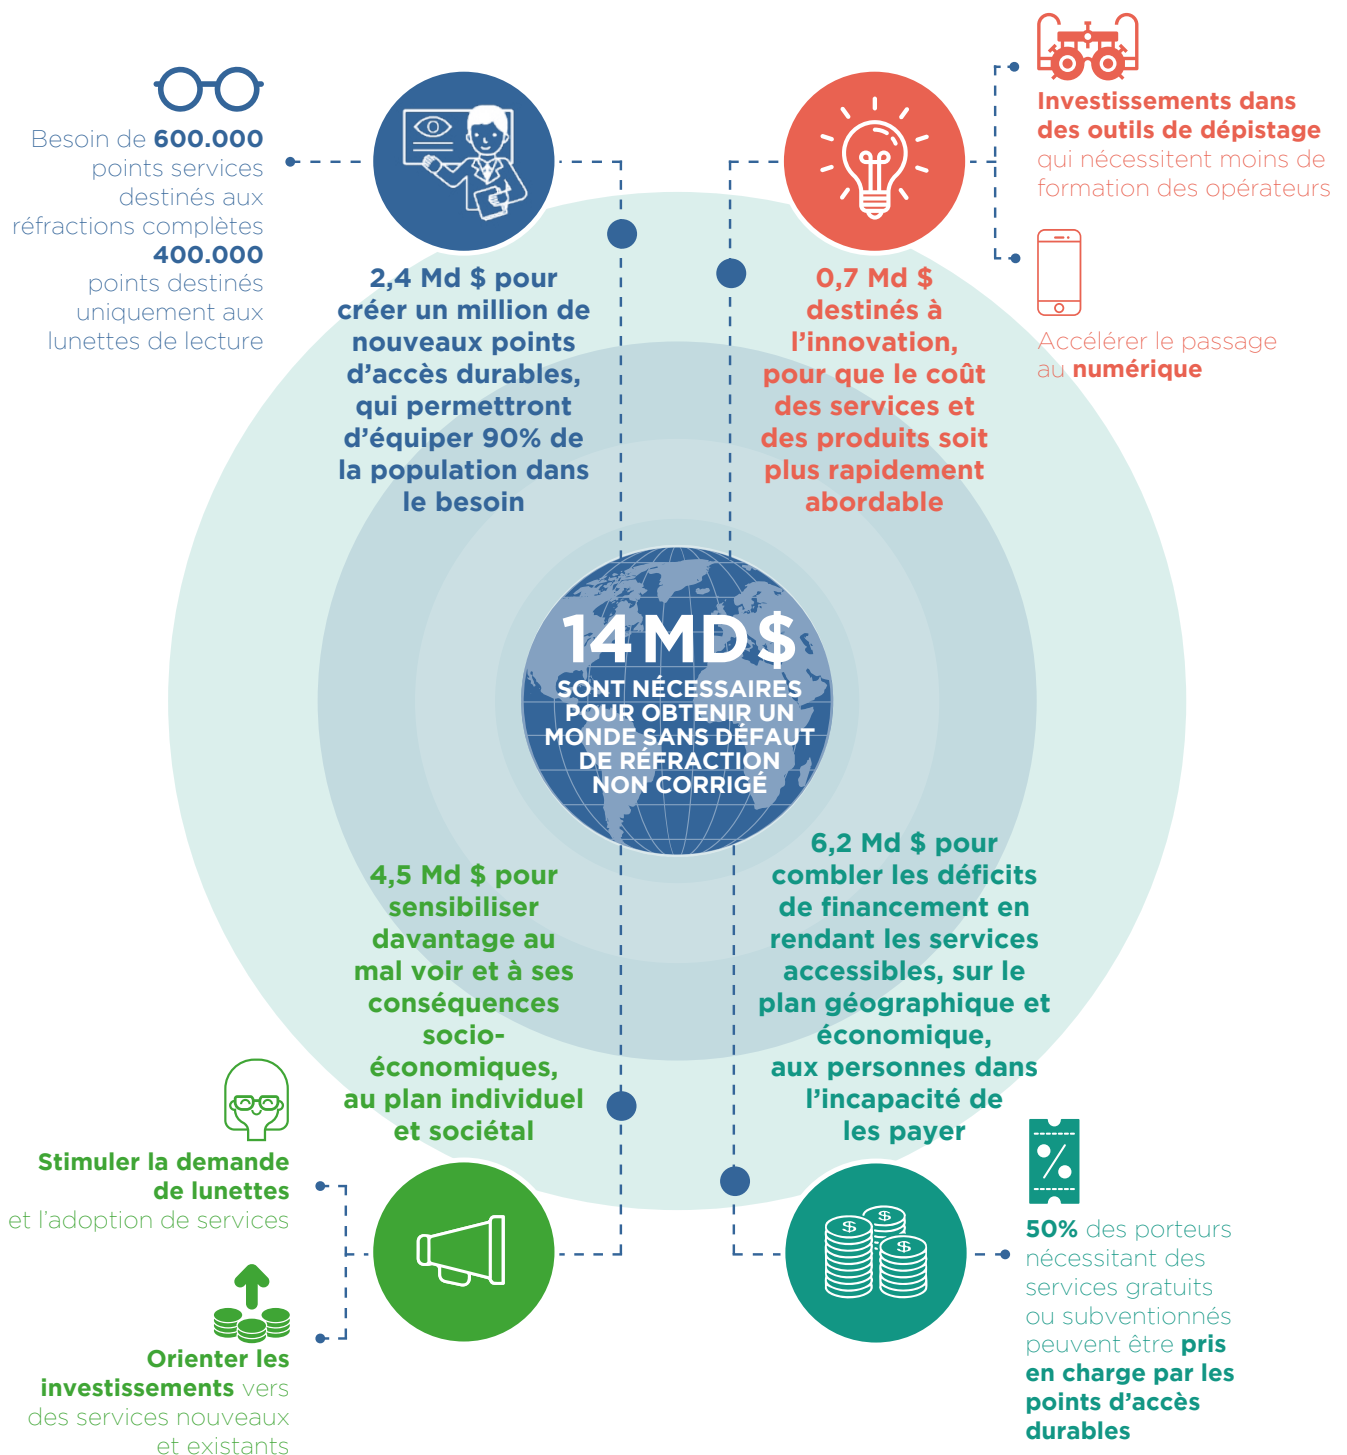 Besoin de 600.000
points services
destinés aux
réfractions complètes
400.000
points destinés
uniquement aux
lunettes de lecture
2,4 Md $ pour
créer un million de
nouveaux points
d'accès durables,
qui permettront
d'équiper 90% de
la population dans
le besoin
0,7 Md $
destinés à
l'innovation,
pour que le coût
des services et
des produits soit
plus rapidement
abordable
Investissements dans
des outils de dépistage
qui nécessitent moins de
formation des opérateurs
Accélérer le passage
au numérique
14 MD $
SONT NÉCESSAIRES
POUR OBTENIR UN
MONDE SANS DÉFAUT
DE RÉFRACTION
NON CORRIGÉ
4,5 Md $ pour
sensibiliser
davantage au
mal voir et à ses
conséquences
socio-
économiques,
au plan individuel
et sociétal
6,2 Md $ pour
combler les déficits
de financement en
rendant les services
accessibles, sur le
plan géographique et
économique,
aux personnes dans
l'incapacité de
les payer
Stimuler la demande
de lunettes
et l'adoption de services
Orienter les
investissements vers
des services nouveaux
et existants
$
$
$
%
50% des porteurs
nécessitant des
services gratuits
ou subventionnés
peuvent être pris
en charge par les
points d'accès
durables